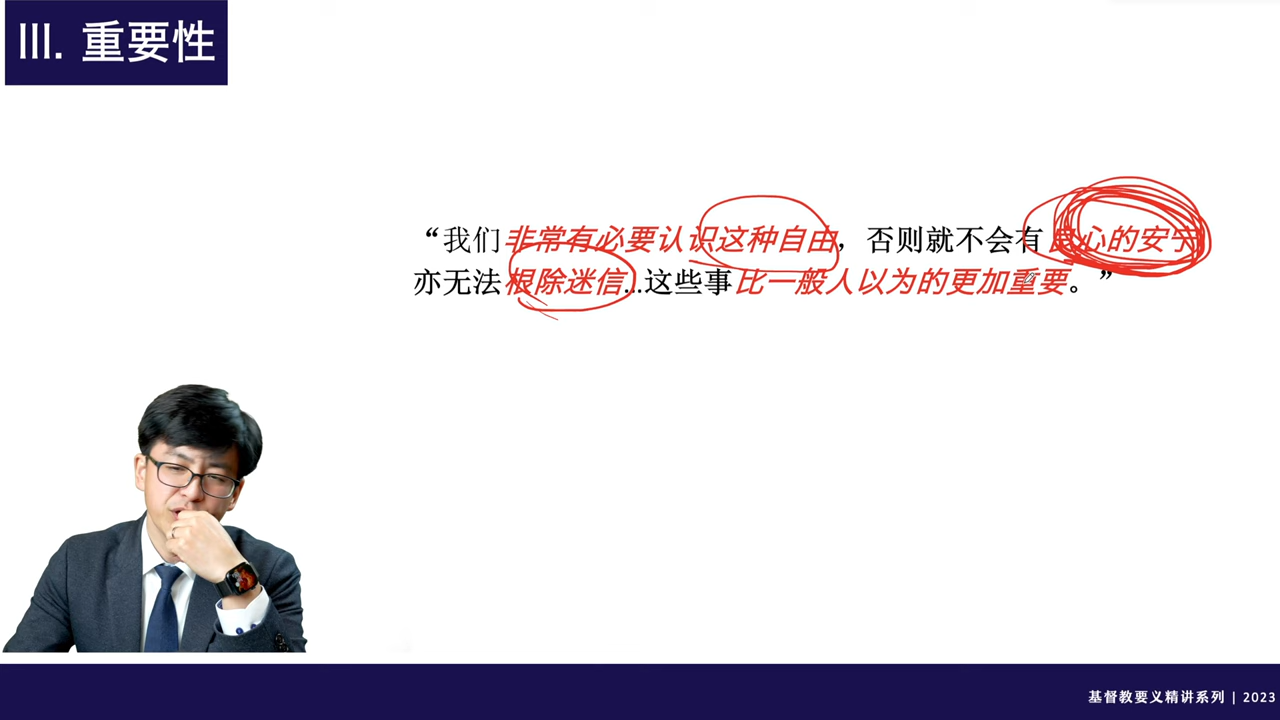 III. 重要性
“我们非常有必要认识这种自由，否则就不会有良心的安宁
亦无法根除迷信...这些事比一般人以为的更加重要。”
基督教要义精讲系列 | 2023